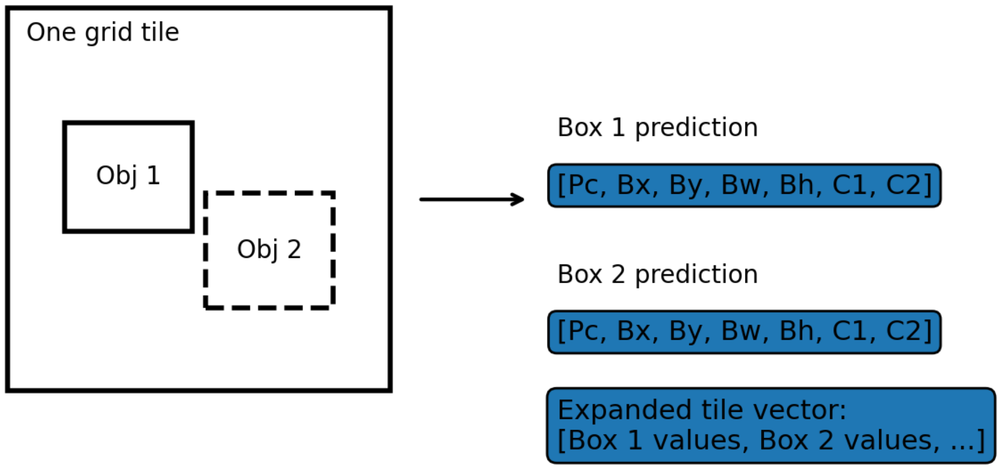 One grid tile
Obj 1
Obj 2
Box 1 prediction
[Pc, Bx, By, Bw, Bh, C1, C2]
Box 2 prediction
[Pc, Bx, By, Bw, Bh, C1, C2]
Expanded tile vector:
[Box 1 values, Box 2 values, ...]